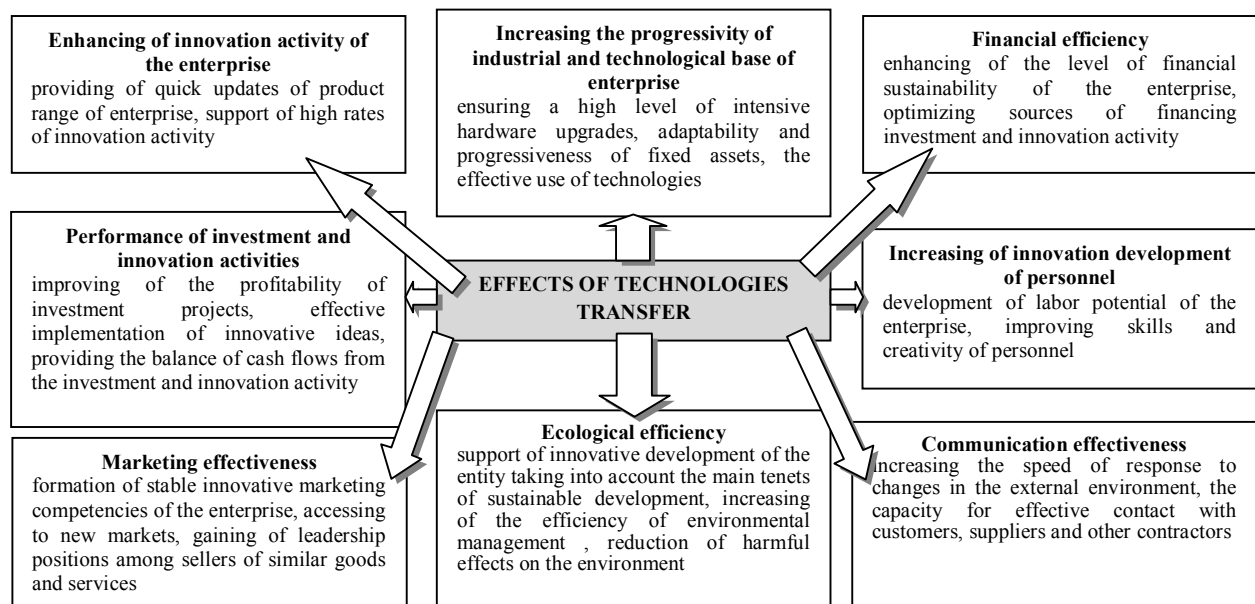 Enhancing of innovation activity of
the enterprise
providing of quick updates of product
range of enterprise, support of high rates
of innovation activity
Increasing the progressivity of
industrial and technological base of
enterprise
ensuring a high level of intensive
hardware upgrades, adaptability and
progressiveness of fixed assets, the
effective use of technologies
Financial efficiency
enhancing of the level of financial
sustainability of the enterprise,
optimizing sources of financing
investment and innovation activity
Performance of investment and
innovation activities
improving of the profitability of
investment projects, effective
implementation of innovative ideas,
providing the balance of cash flows from
the investment and innovation activity
EFFECTS OF TECHNOLOGIES
TRANSFER
Increasing of innovation development
of personnel
development of labor potential of the
enterprise, improving skills and
creativity of personnel
Marketing effectiveness
formation of stable innovative marketing
competencies of the enterprise, accessing
to new markets, gaining of leadership
positions among sellers of similar goods
and services
Ecological efficiency
support of innovative development of the
entity taking into account the main tenets
of sustainable development, increasing
of the efficiency of environmental
management , reduction of harmful
effects on the environment
Communication effectiveness
increasing the speed of response to
changes in the external environment, the
capacity for effective contact with
customers, suppliers and other contractors